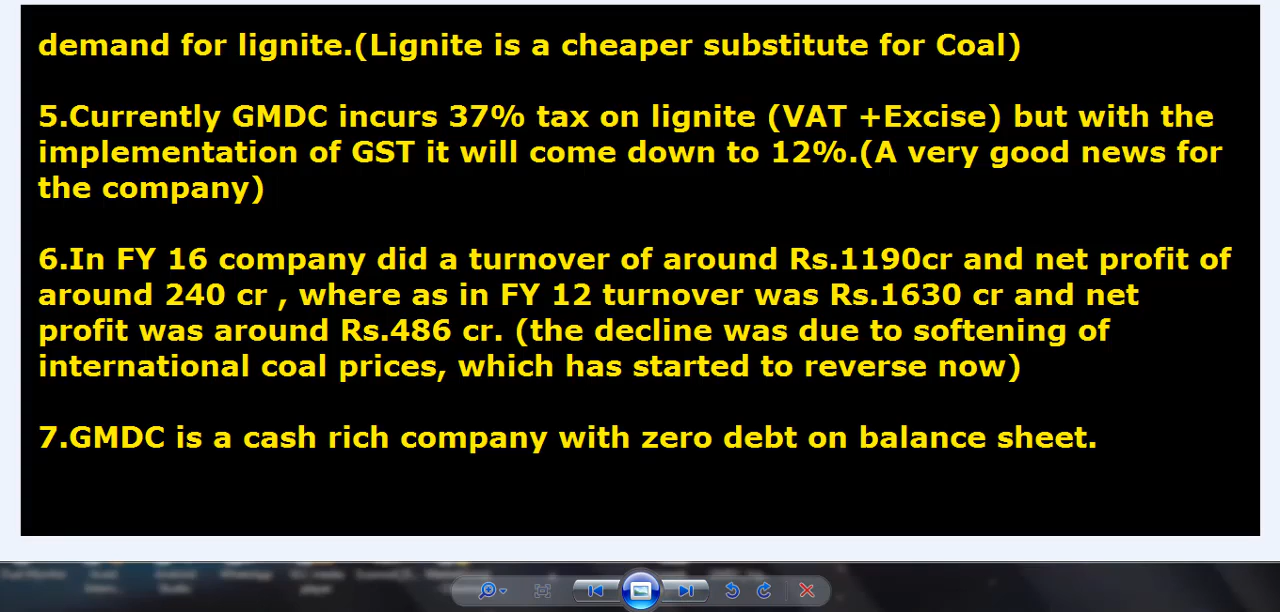 demand for lignite.(Lignite is a cheaper substitute for Coal)
5.Currently GMDC incurs 37% tax on lignite (VAT +Excise) but with the
implementation of GST it will come down to 12%.(A very good news for
the company)
6.In FY 16 company did a turnover of around Rs.1190cr and net profit of
around 240 cr , where as in FY 12 turnover was Rs.1630 cr and net
profit was around Rs.486 cr. (the decline was due to softening of
international coal prices, which has started to reverse now)
7.GMDC is a cash rich company with zero debt on balance sheet.